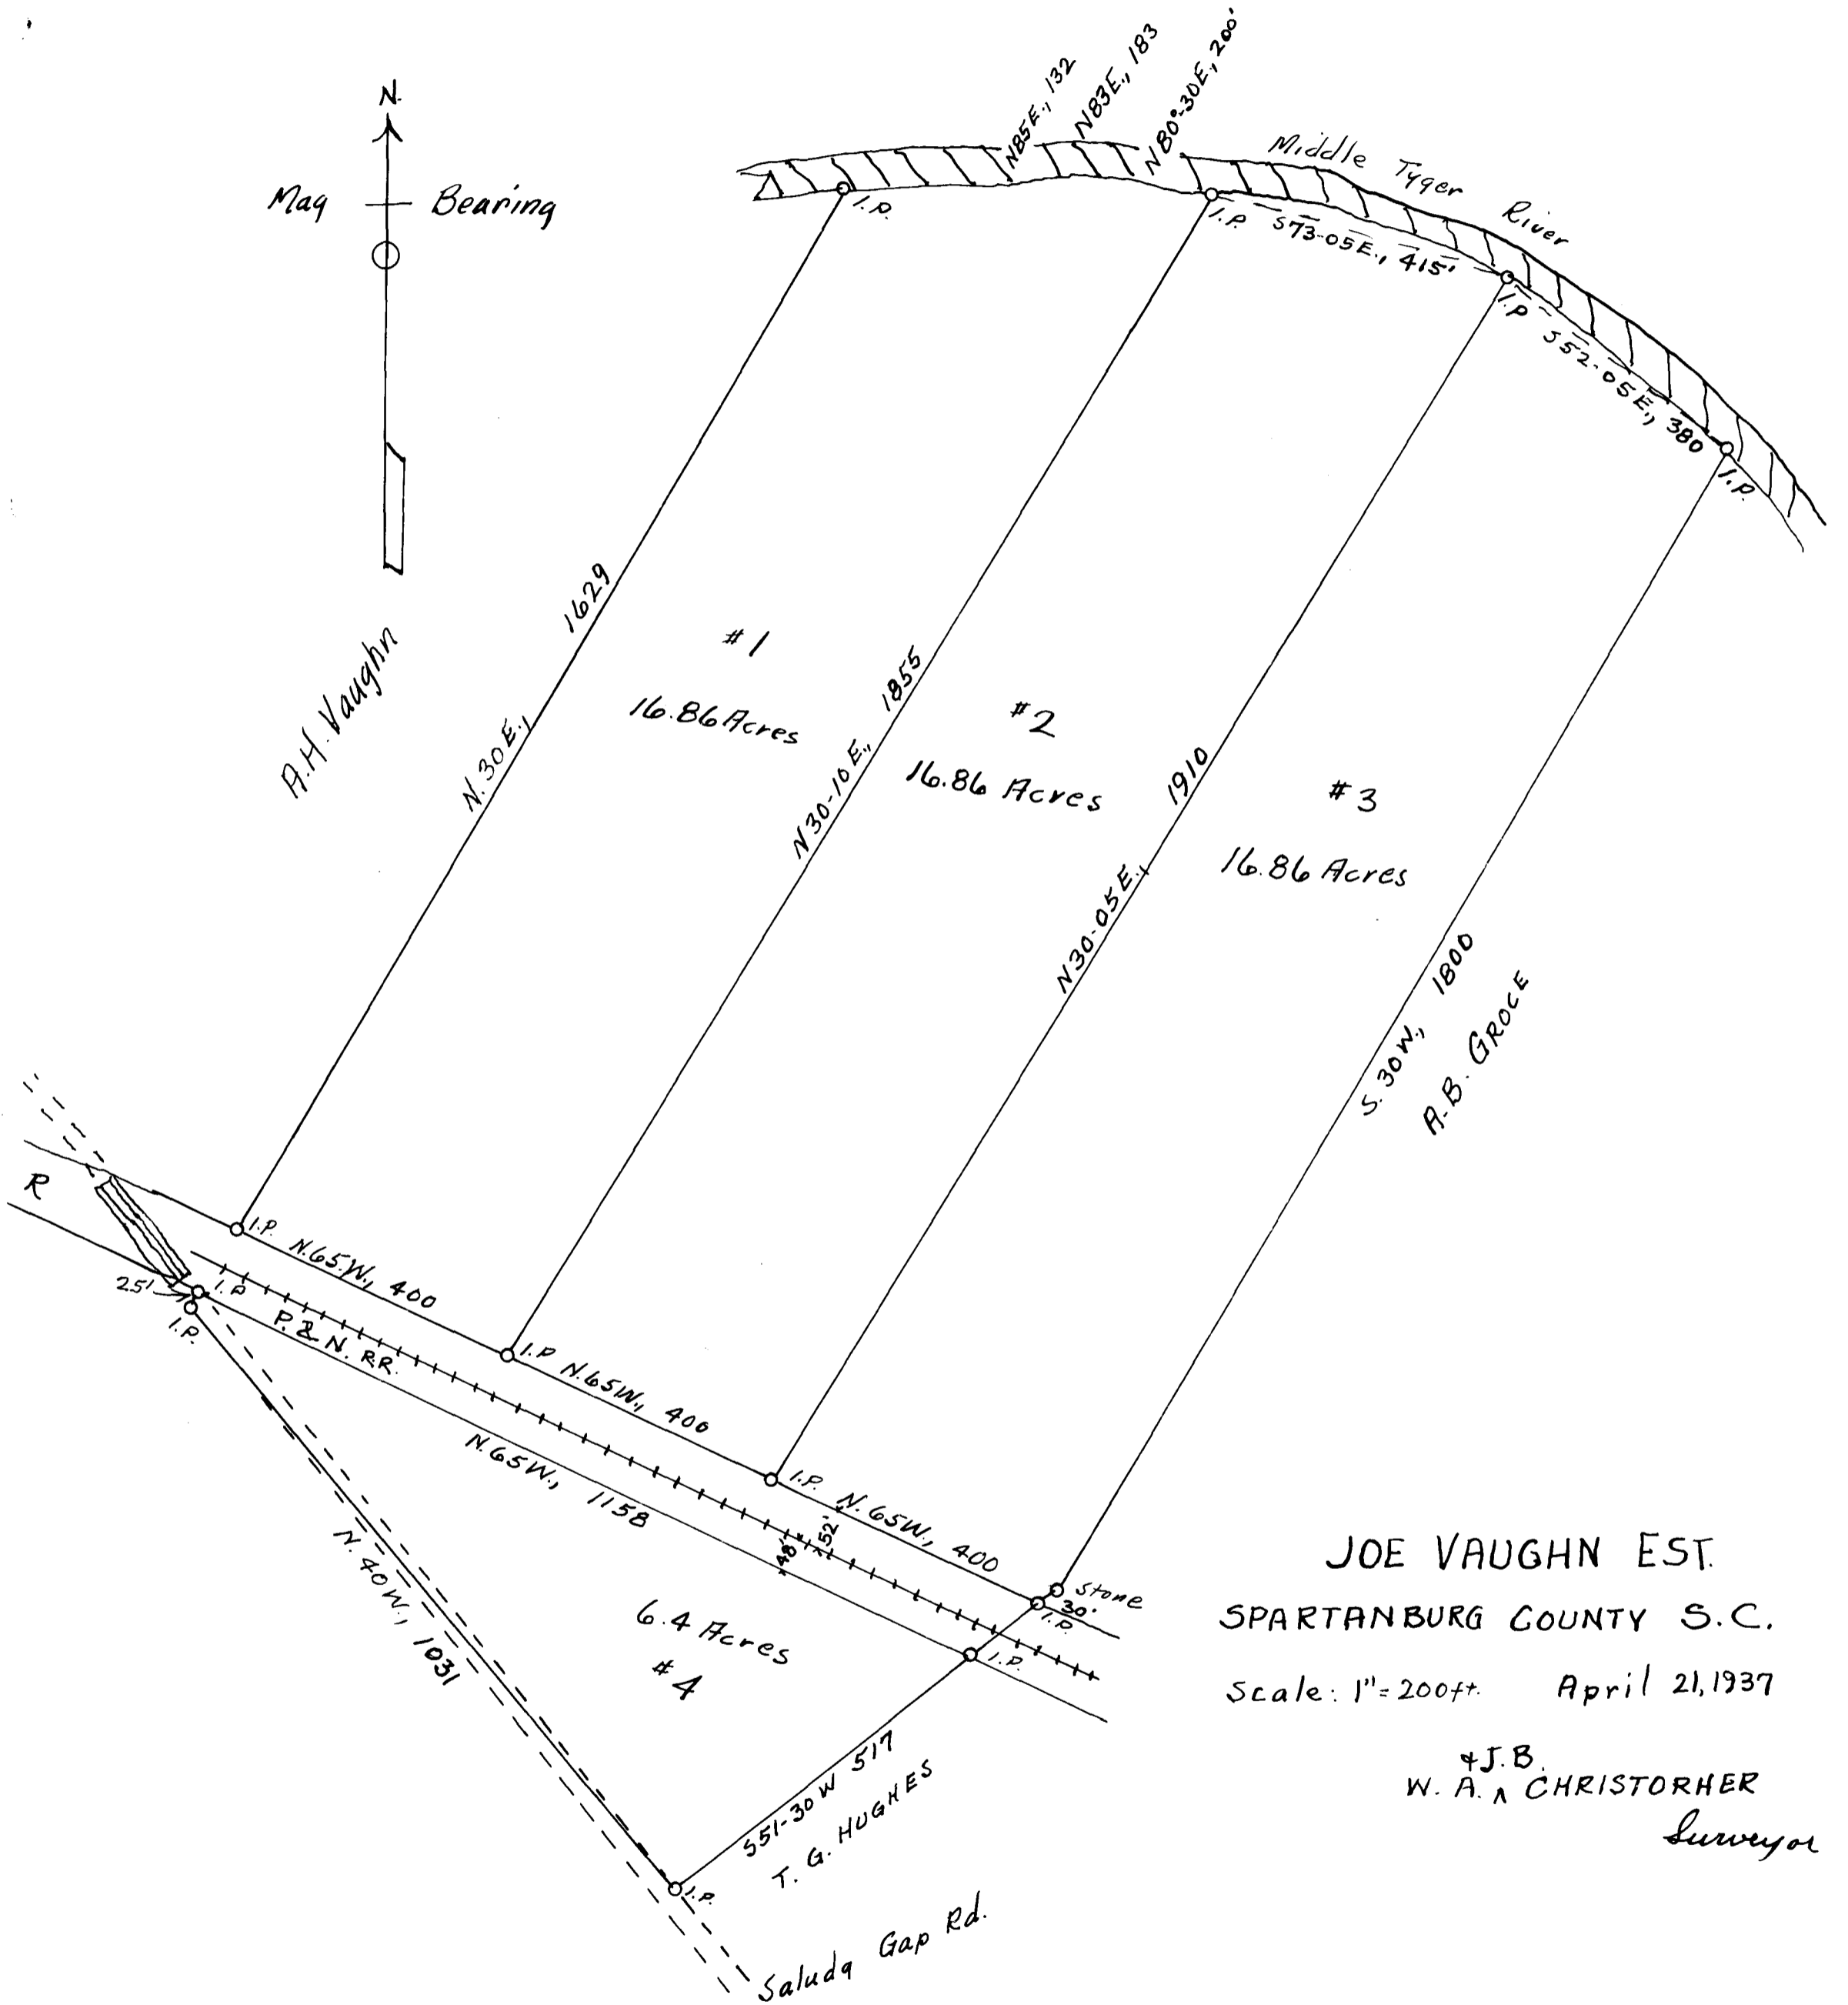 N.
Mag Bearing
N85E., 132
N83E., 183
N80°-30E., 200'
Middle Tyger River
I.P.
I.P.
S73-05E., 415'
I.P
S52-05E., 380
I.P.
A.H. Vaughn
N. 30 E., 1629
#1
16.86 Acres
N30-10E., 1855
#2
16.86 Acres
N30-05E., 1910
#3
16.86 Acres
S. 30W., 1800
A.B. GROCE
R
I.P.
N.65.W., 400
25'
I.P
I.P.
P. & N. R.R.
I.P
N.65W., 400
N.65W., 1158
I.P.
N.65W., 400
48'
52'
Stone
30'
I.P.
I.P.
N. 40W., 1031
6.4 Acres
#4
S51-30W 517
T. G. HUGHES
I.P.
Saluda Gap Rd.
JOE VAUGHN EST.
SPARTANBURG COUNTY S.C.
Scale: 1"=200ft. April 21, 1937
&J.B.
W. A. ʌ CHRISTORHER
Surveyor